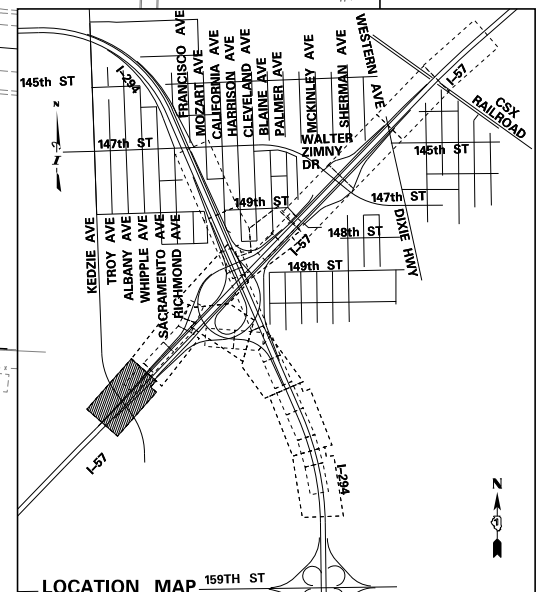 145th ST
I-294
FRANCISCO AVE
MOZART AVE
CALIFORNIA AVE
HARRISON AVE
CLEVELAND AVE
BLAINE AVE
PALMER AVE
MCKINLEY AVE
SHERMAN AVE
WESTERN AVE
I-57
CSX
RAILROAD
N
147th ST
WALTER
ZIMNY
DR
145th ST
149th ST
147th ST
I-57
148th ST
149th ST
DIXIE HWY
KEDZIE AVE
TROY AVE
ALBANY AVE
WHIPPLE AVE
SACRAMENTO AVE
RICHMOND AVE
I-57
I-294
N
LOCATION MAP
159TH ST